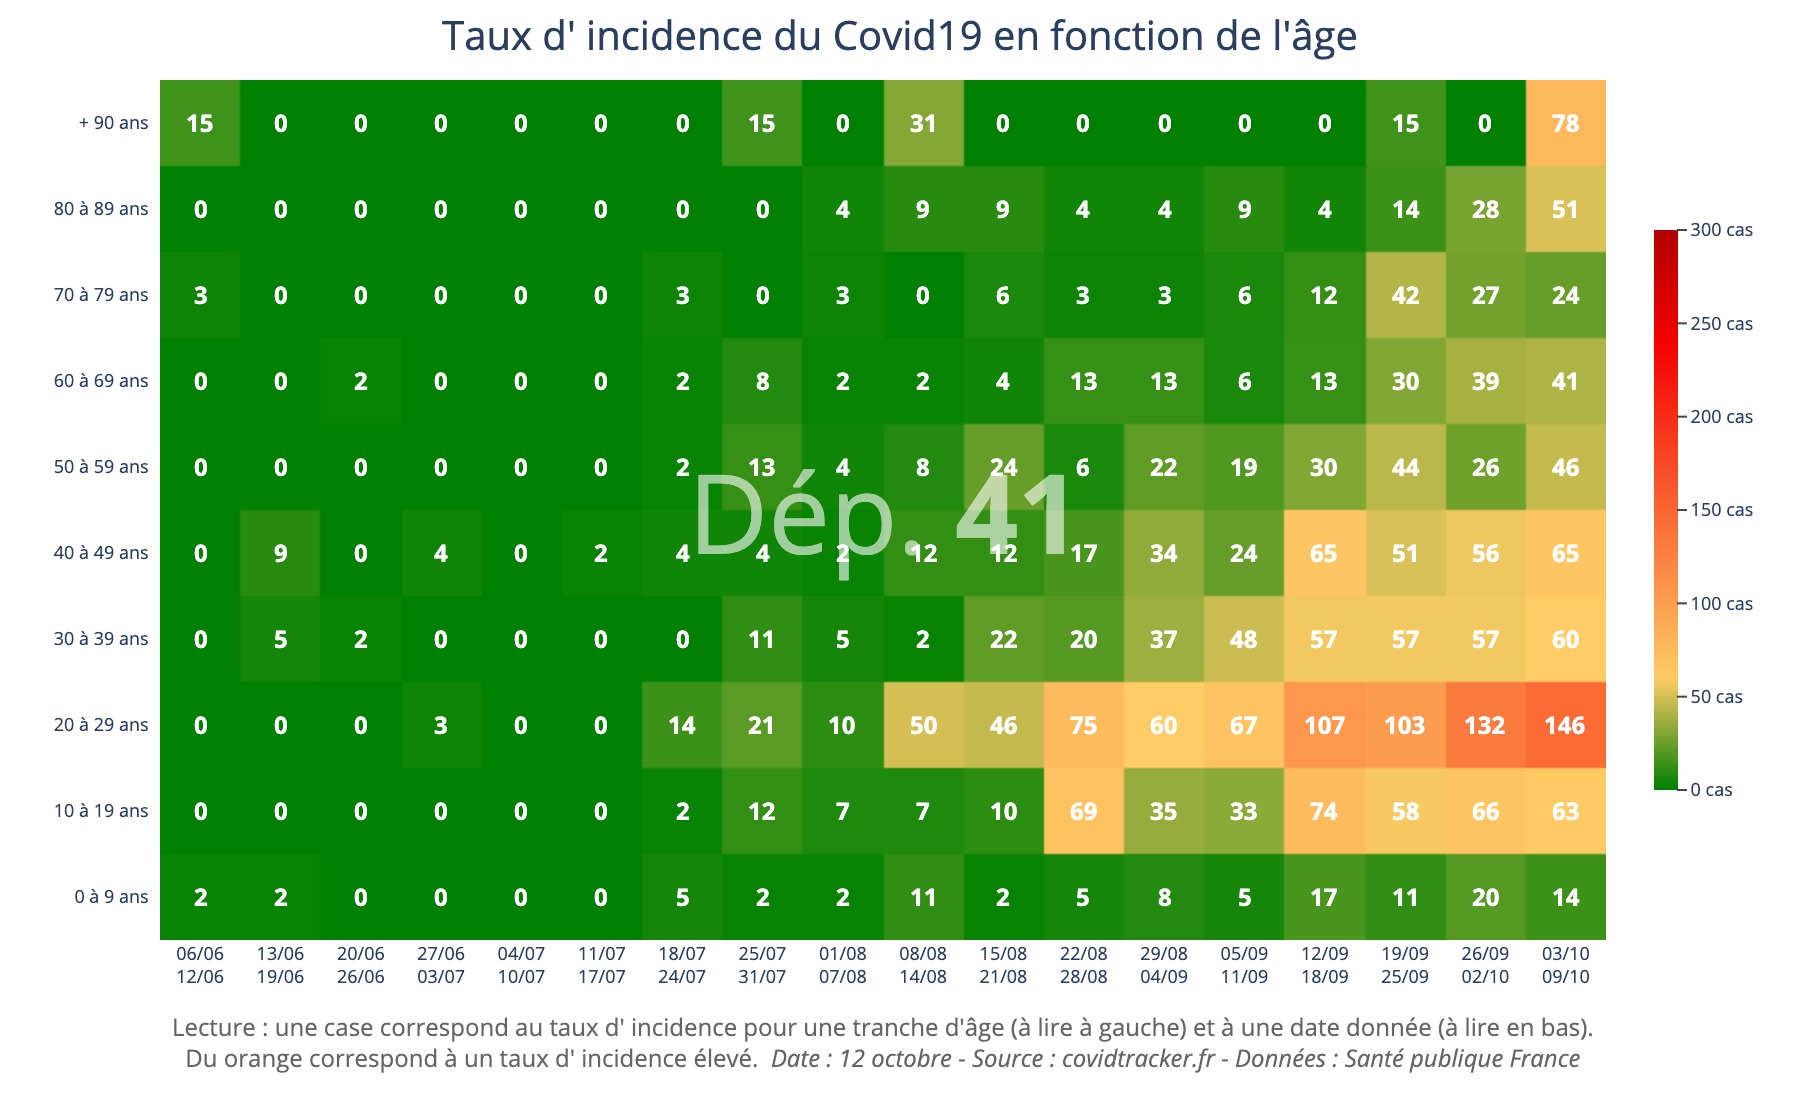 Taux d' incidence du Covid19 en fonction de l'âge
+ 90 ans 15 0 0 0 0 0 0 15 0 31 0 0 0 0 0 15 0 78
80 à 89 ans 0 0 0 0 0 0 0 0 4 9 9 4 4 9 4 14 28 51
70 à 79 ans 3 0 0 0 0 0 3 0 3 0 6 3 3 6 12 42 27 24
60 à 69 ans 0 0 2 0 0 0 2 8 2 2 4 13 13 6 13 30 39 41
50 à 59 ans 0 0 0 0 0 0 2 13 4 8 24 6 22 19 30 44 26 46
Dép. 41
40 à 49 ans 0 9 0 4 0 2 4 4 2 12 12 17 34 24 65 51 56 65
30 à 39 ans 0 5 2 0 0 0 0 11 5 2 22 20 37 48 57 57 57 60
20 à 29 ans 0 0 0 3 0 0 14 21 10 50 46 75 60 67 107 103 132 146
10 à 19 ans 0 0 0 0 0 0 2 12 7 7 10 69 35 33 74 58 66 63
0 à 9 ans 2 2 0 0 0 0 5 2 2 11 2 5 8 5 17 11 20 14
06/06 13/06 20/06 27/06 04/07 11/07 18/07 25/07 01/08 08/08 15/08 22/08 29/08 05/09 12/09 19/09 26/09 03/10
12/06 19/06 26/06 03/07 10/07 17/07 24/07 31/07 07/08 14/08 21/08 28/08 04/09 11/09 18/09 25/09 02/10 09/10
300 cas
250 cas
200 cas
150 cas
100 cas
50 cas
0 cas
Lecture : une case correspond au taux d' incidence pour une tranche d'âge (à lire à gauche) et à une date donnée (à lire en bas).
Du orange correspond à un taux d' incidence élevé. Date : 12 octobre - Source : covidtracker.fr - Données : Santé publique France